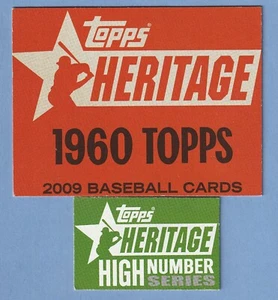 topps
HERITAGE
1960 TOPPS
2009 BASEBALL CARDS
topps
HERITAGE
HIGH NUMBER
SERIES